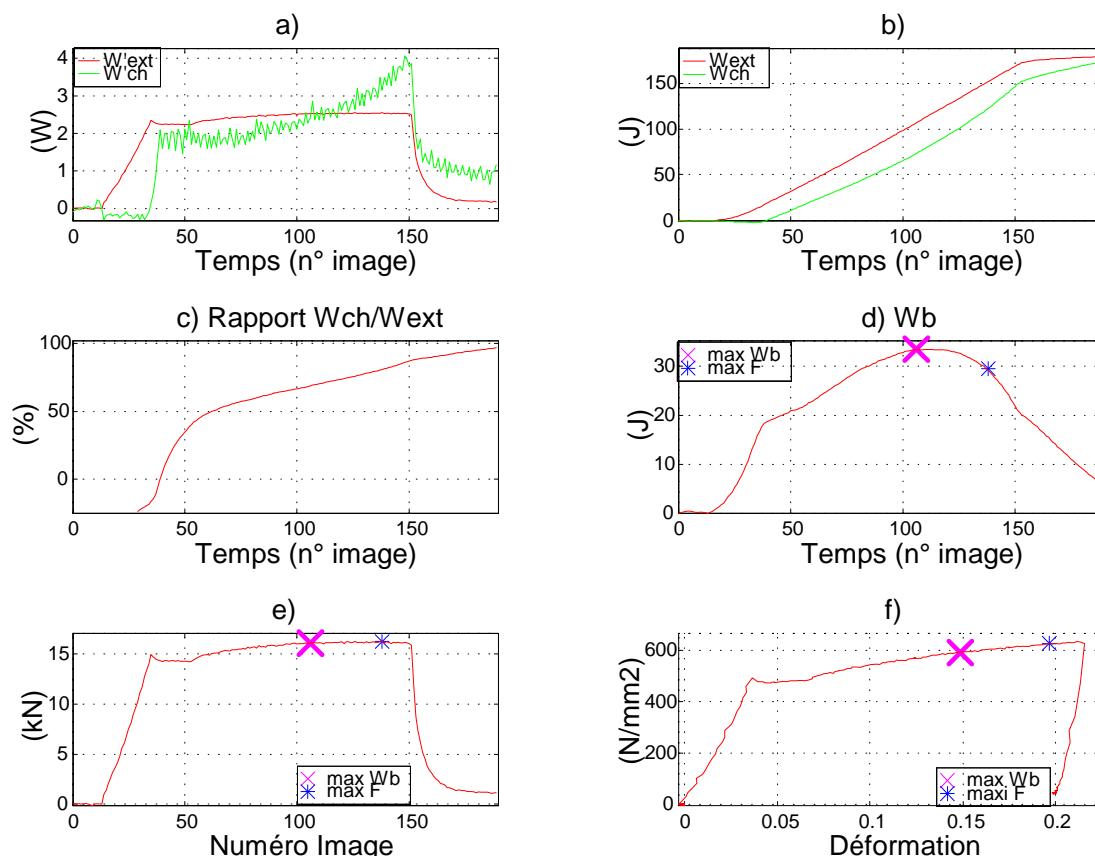 a)
4
3
2
1
0
(W)
W'ext
W'ch
0 50 100 150
Temps (n° image)
b)
150
100
50
0
(J)
Wext
Wch
0 50 100 150
Temps (n° image)
c) Rapport Wch/Wext
100
50
0
(%)
0 50 100 150
Temps (n° image)
d) Wb
30
20
10
0
(J)
max Wb
max F
0 50 100 150
Temps (n° image)
e)
15
10
5
0
(kN)
max Wb
max F
0 50 100 150
Numéro Image
f)
600
400
200
0
(N/mm2)
max Wb
maxi F
0 0.05 0.1 0.15 0.2
Déformation